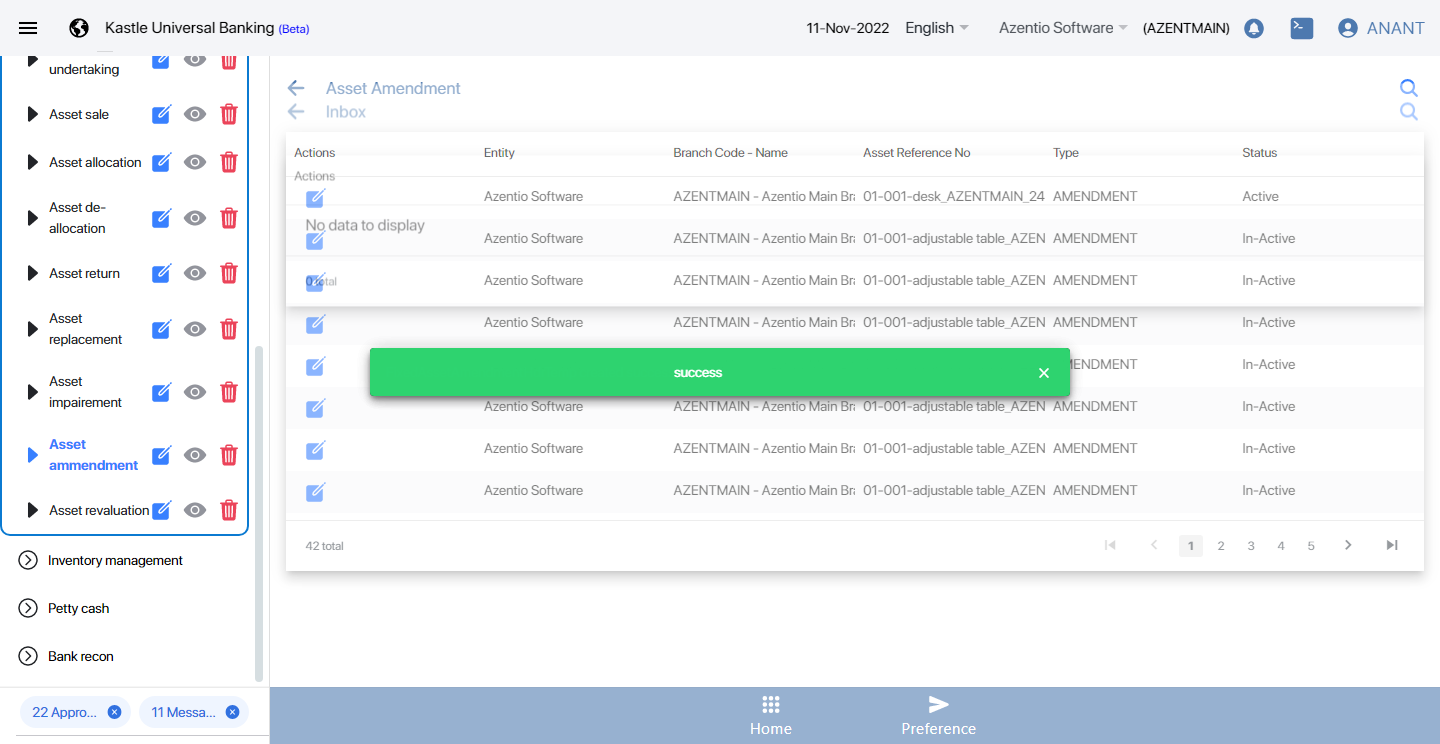 Kastle Universal Banking (Beta)
11-Nov-2022
English
Azentio Software
(AZENTMAIN)
ANANT
undertaking
Asset sale
Asset allocation
Asset de-
allocation
Asset return
Asset
replacement
Asset
impairement
Asset
ammendment
Asset revaluation
Inventory management
Petty cash
Bank recon
22 Appro...
11 Messa...
Asset Amendment
Inbox
Actions Entity Branch Code - Name Asset Reference No Type Status
Actions
Azentio Software AZENTMAIN - Azentio Main Bra 01-001-desk_AZENTMAIN_24 AMENDMENT Active
No data to display
Azentio Software AZENTMAIN - Azentio Main Bra 01-001-adjustable table_AZEN AMENDMENT In-Active
0 total
Azentio Software AZENTMAIN - Azentio Main Bra 01-001-adjustable table_AZEN AMENDMENT In-Active
Azentio Software AZENTMAIN - Azentio Main Bra 01-001-adjustable table_AZEN AMENDMENT In-Active
MENDMENT In-Active
success
Azentio Software AZENTMAIN - Azentio Main Bra 01-001-adjustable table_AZEN AMENDMENT In-Active
Azentio Software AZENTMAIN - Azentio Main Bra 01-001-adjustable table_AZEN AMENDMENT In-Active
Azentio Software AZENTMAIN - Azentio Main Bra 01-001-adjustable table_AZEN AMENDMENT In-Active
42 total
1 2 3 4 5
Home
Preference